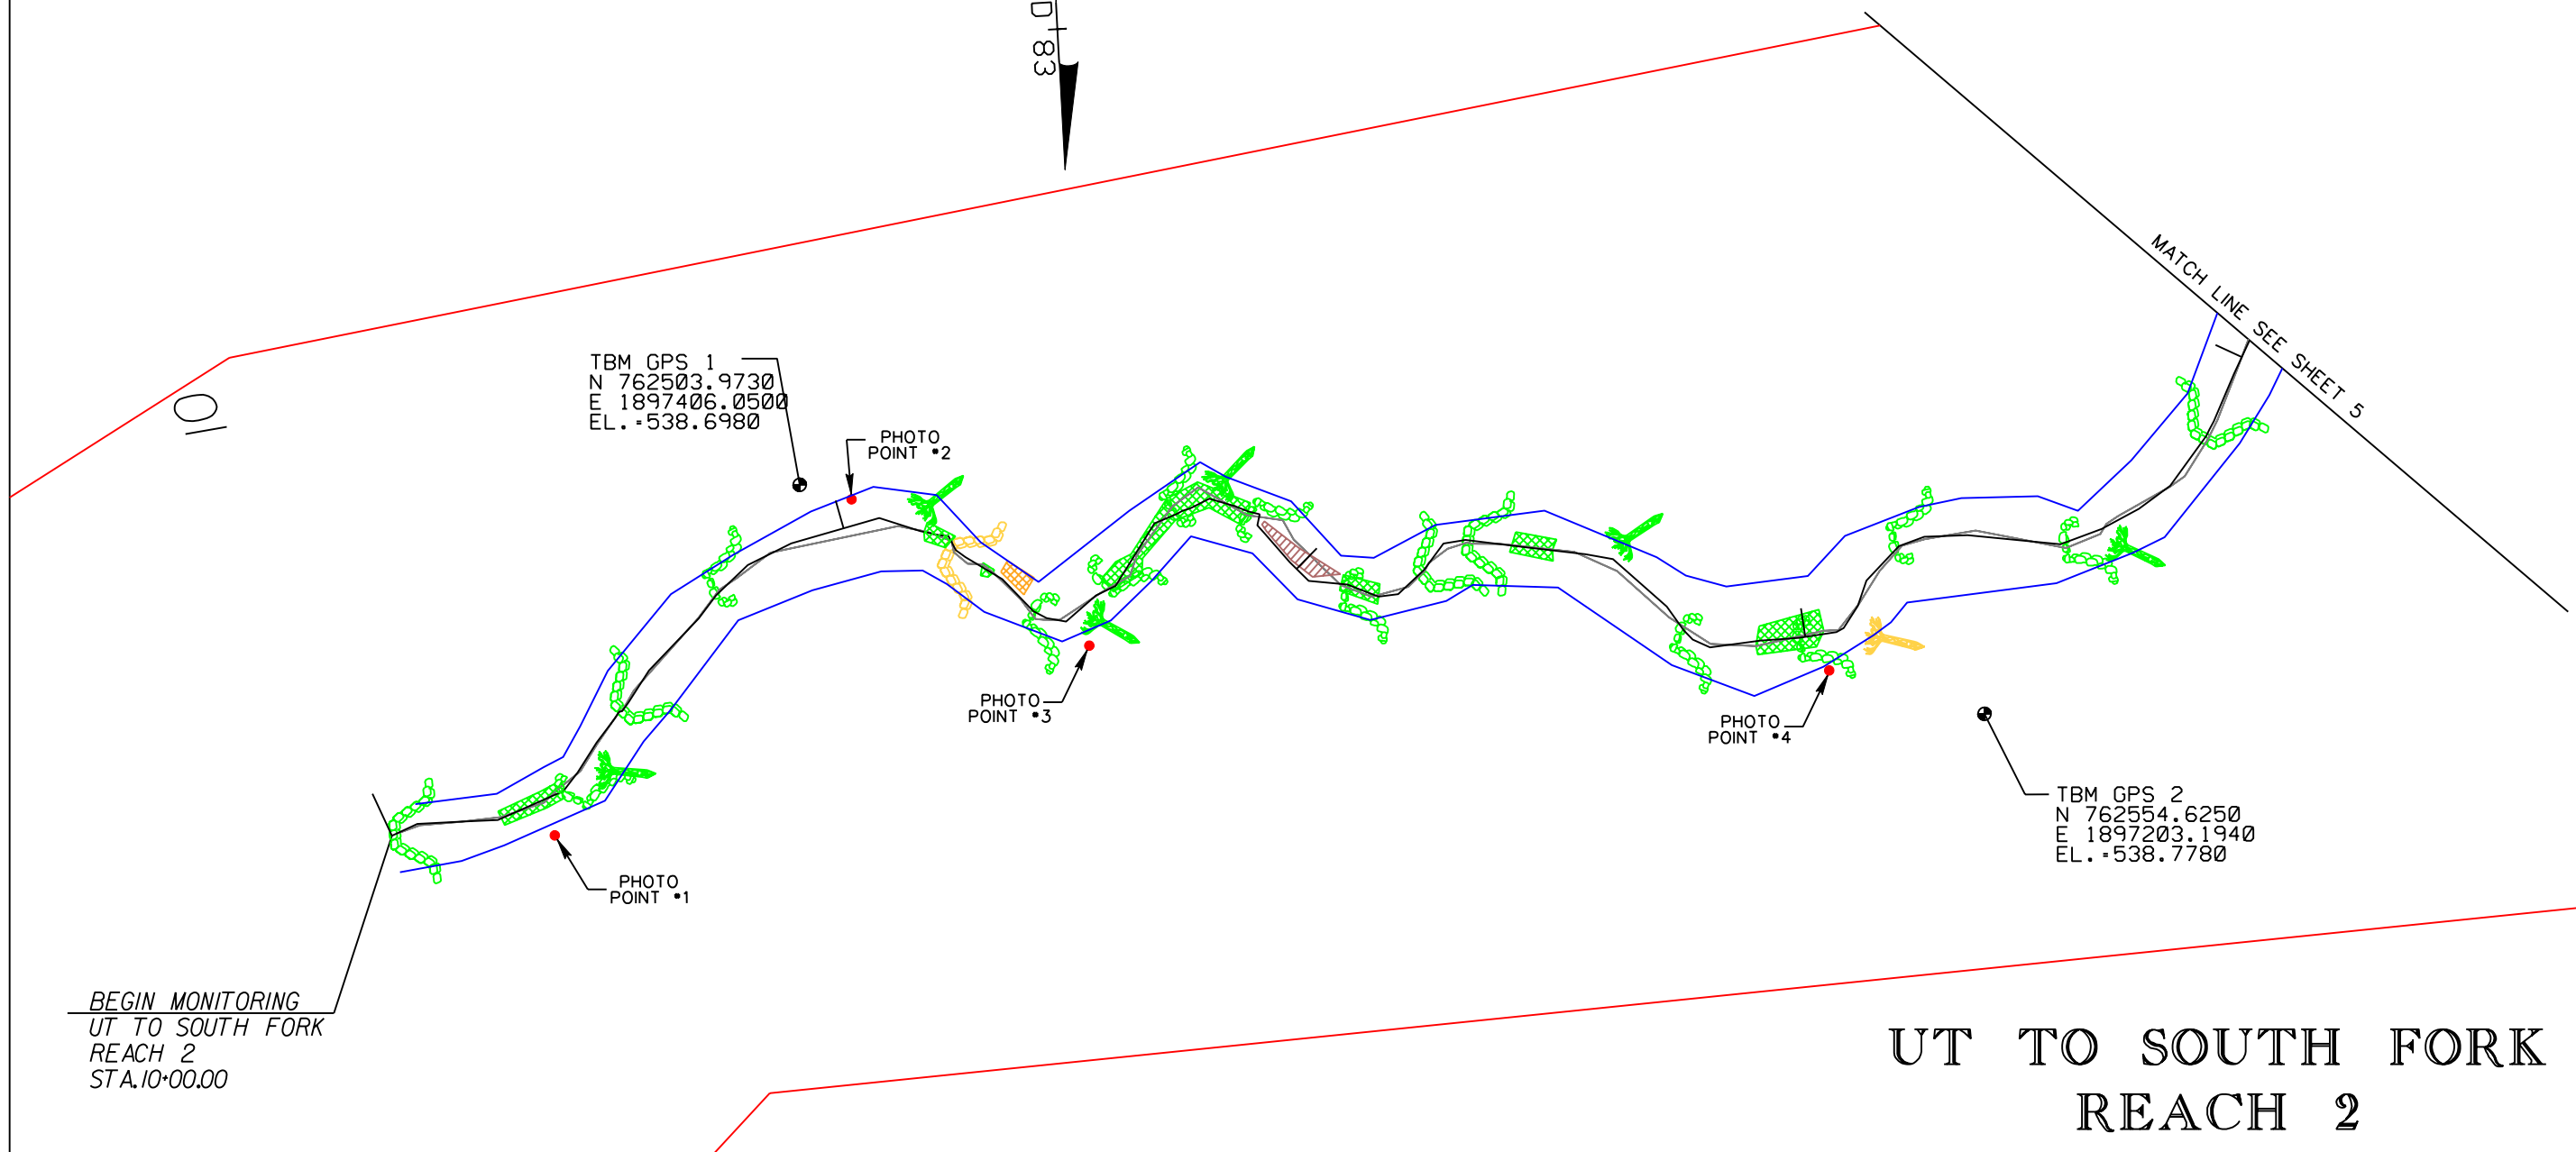 D 83
MATCH LINE SEE SHEET 5
TBM GPS 1
N 762503.9730
E 1897406.0500
EL.=538.6980
PHOTO
POINT #2
10
PHOTO
POINT #3
PHOTO
POINT #4
TBM GPS 2
N 762554.6250
E 1897203.1940
EL.=538.7780
PHOTO
POINT #1
BEGIN MONITORING
UT TO SOUTH FORK
REACH 2
STA.10+00.00
UT TO SOUTH FORK
REACH 2